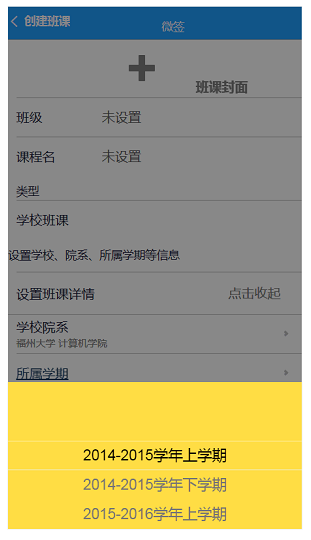 创建班课
微签
班课封面
班级 未设置
课程名 未设置
类型
学校班课
设置学校、院系、所属学期等信息
设置班课详情 点击收起
学校院系
福州大学 计算机学院
所属学期
2014-2015学年上学期
2014-2015学年下学期
2015-2016学年上学期